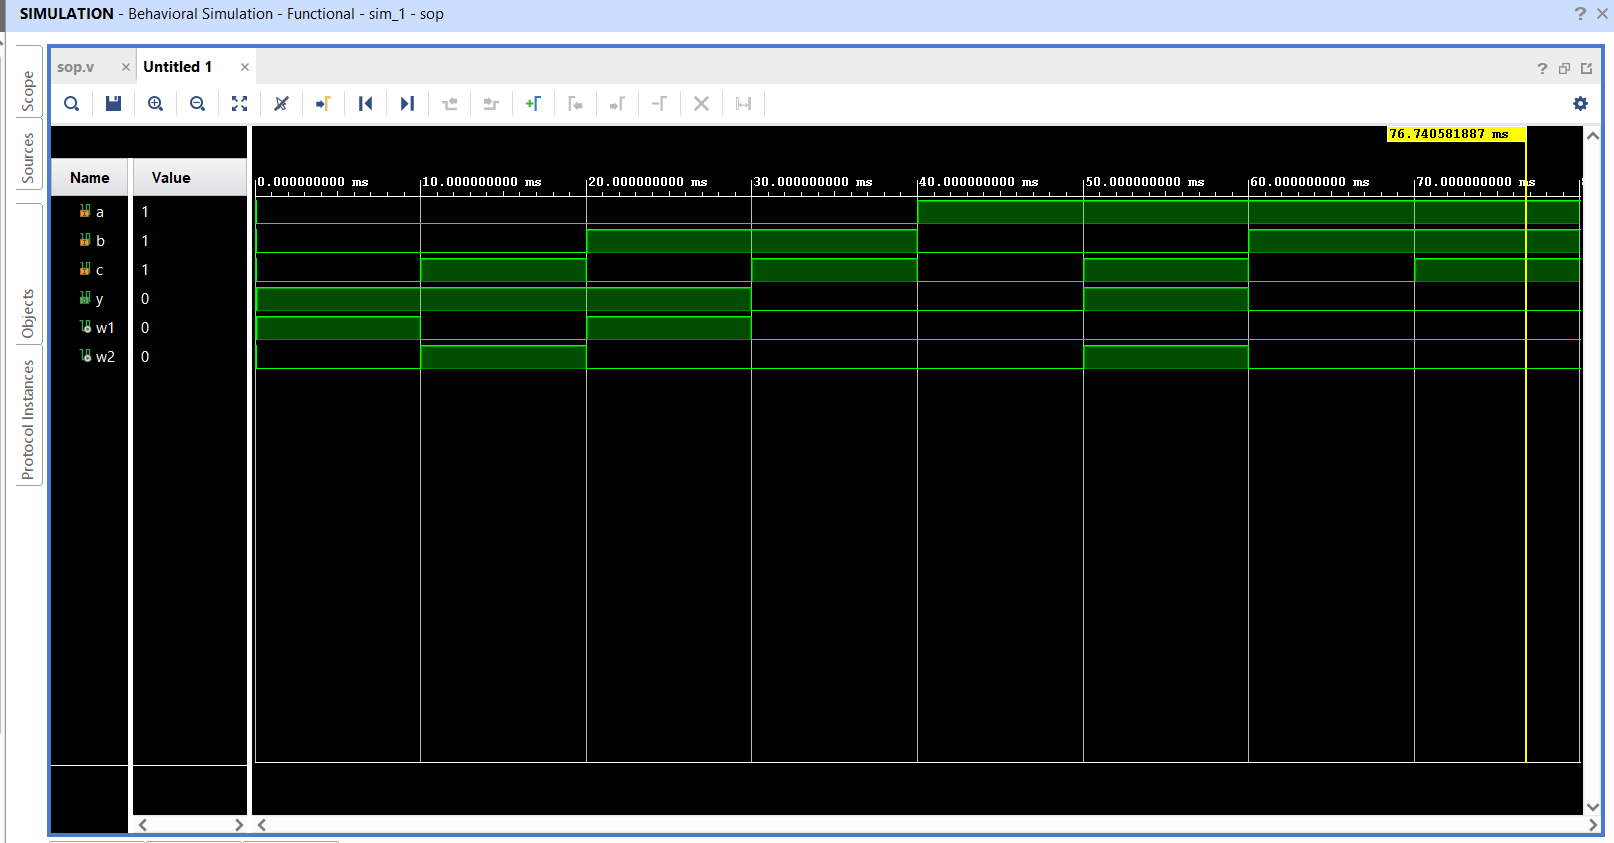 SIMULATION - Behavioral Simulation - Functional - sim_1 - sop
Scope
Sources
Objects
Protocol Instances
sop.v
Untitled 1
76.740581887 ms
Name
Value
0.000000000 ms
10.000000000 ms
20.000000000 ms
30.000000000 ms
40.000000000 ms
50.000000000 ms
60.000000000 ms
70.000000000 ms
a 1
b 1
c 1
y 0
w1 0
w2 0